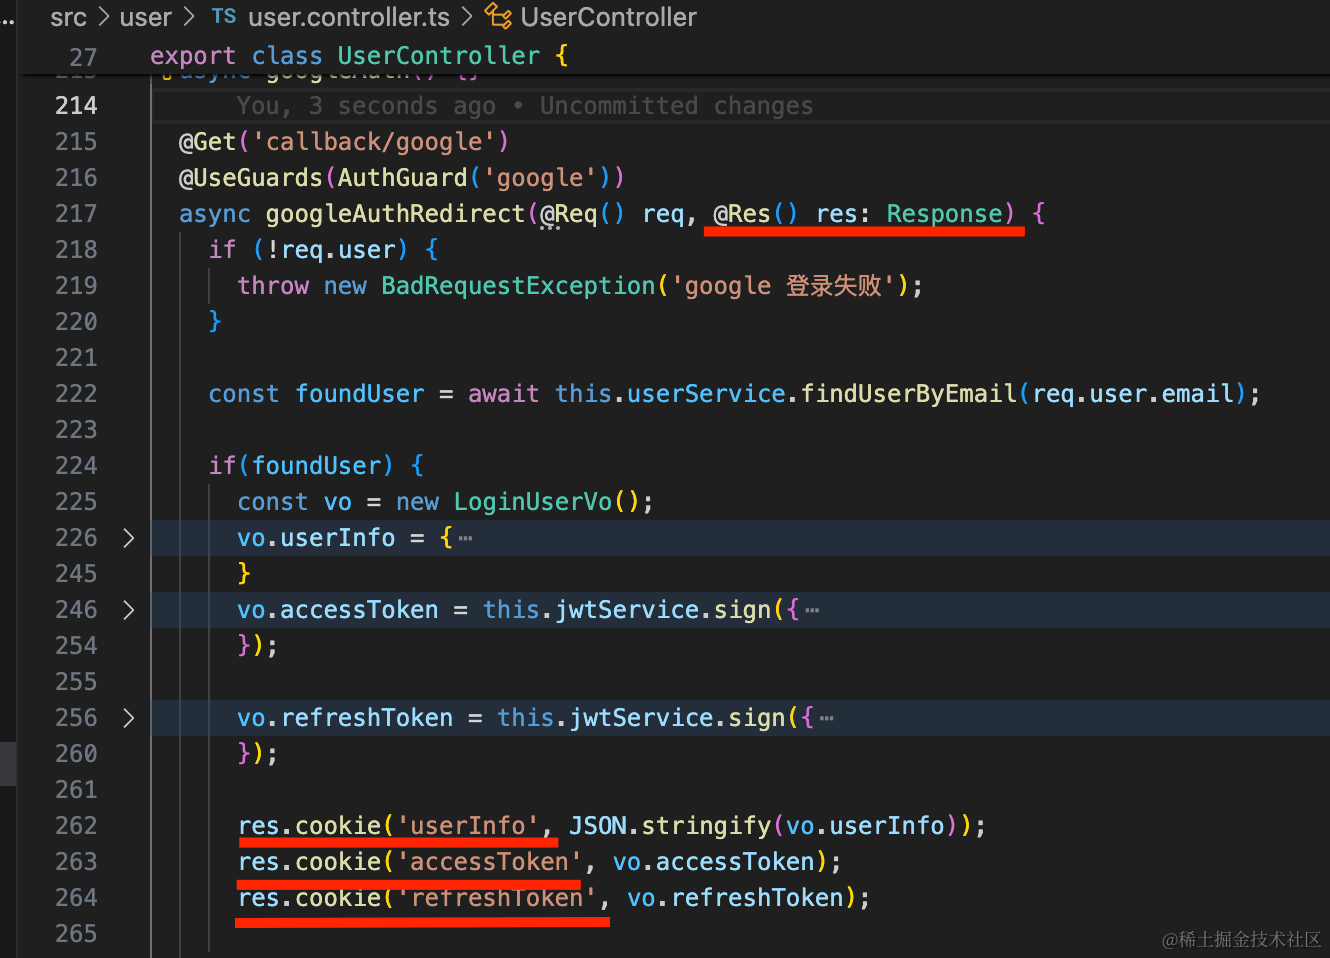 src > user > TS user.controller.ts > UserController
27 export class UserController {
213 async googleAuth() {}
214 You, 3 seconds ago • Uncommitted changes
215 @Get('callback/google')
216 @UseGuards(AuthGuard('google'))
217 async googleAuthRedirect(@Req() req, @Res() res: Response) {
218 if (!req.user) {
219 throw new BadRequestException('google 登录失败');
220 }
221
222 const foundUser = await this.userService.findUserByEmail(req.user.email);
223
224 if(foundUser) {
225 const vo = new LoginUserVo();
226 vo.userInfo = {⋯
245 }
246 vo.accessToken = this.jwtService.sign({⋯
254 });
255
256 vo.refreshToken = this.jwtService.sign({⋯
260 });
261
262 res.cookie('userInfo', JSON.stringify(vo.userInfo));
263 res.cookie('accessToken', vo.accessToken);
264 res.cookie('refreshToken', vo.refreshToken);
265
@稀土掘金技术社区